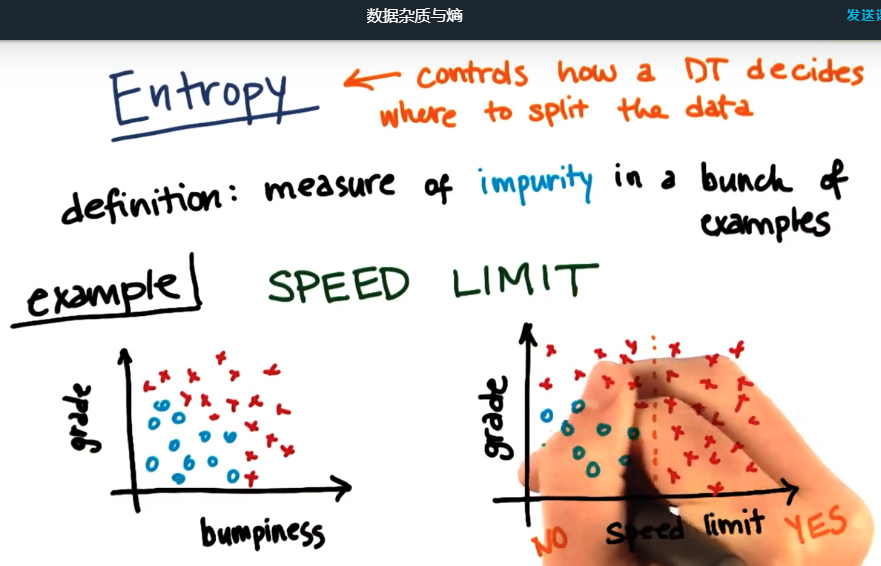 数据杂质与熵
发送
Entropy
← controls how a DT decides
where to split the data
definition: measure of impurity in a bunch of
examples
example
SPEED LIMIT
grade
bumpiness
grade
NO
speed limit
YES